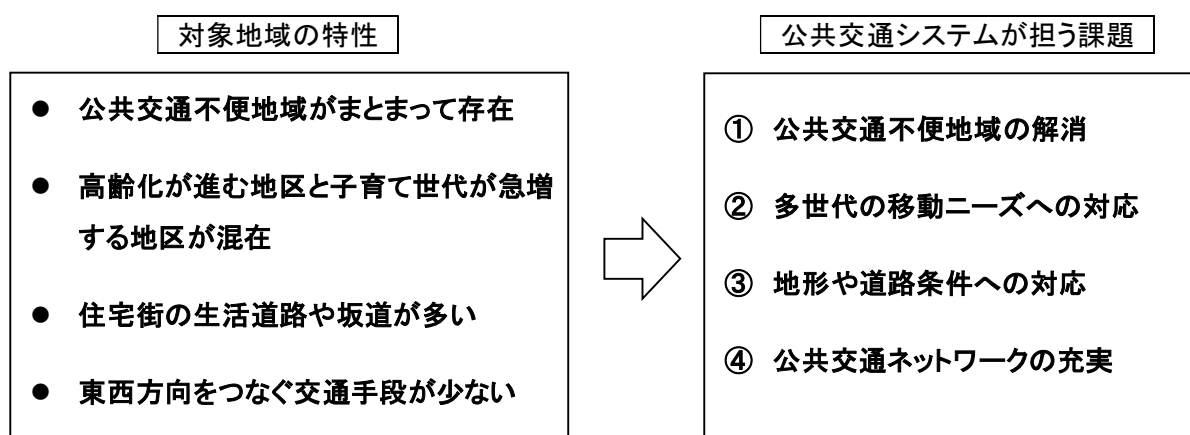 対象地域の特性
● 公共交通不便地域がまとまって存在
● 高齢化が進む地区と子育て世代が急増
する地区が混在
● 住宅街の生活道路や坂道が多い
● 東西方向をつなぐ交通手段が少ない
公共交通システムが担う課題
① 公共交通不便地域の解消
② 多世代の移動ニーズへの対応
③ 地形や道路条件への対応
④ 公共交通ネットワークの充実